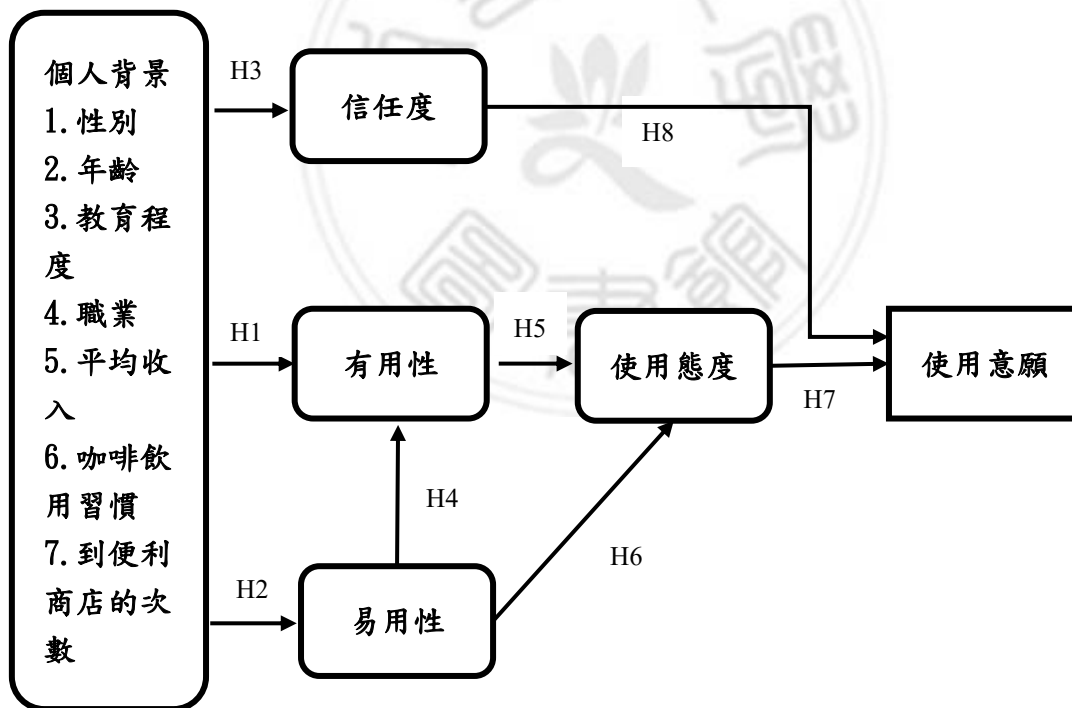 個人背景
1.性別
2.年齡
3.教育程
度
4.職業
5.平均收
入
6.咖啡飲
用習慣
7.到便利
商店的次
數
H3
信任度
H8
H1
有用性
H5
使用態度
H7
使用意願
H4
H6
H2
易用性